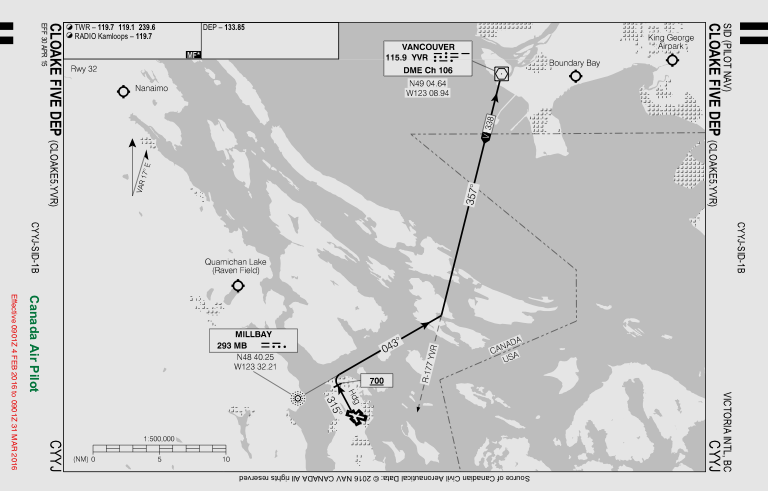 TWR – 119.7 119.1 239.6
RADIO Kamloops – 119.7
MF*
DEP – 133.85
Rwy 32
Nanaimo
VAR 17° E
VANCOUVER
115.9 YVR
DME Ch 106
N49 04.64
W123 08.94
King George
Airpark
Boundary Bay
338
357°
Quamichan Lake
(Raven Field)
MILLBAY
293 MB
N48 40.25
W123 32.21
043°
R-177 YVR
CANADA
USA
700
Hdg
315°
1:500,000
(NM) 0 5 10
EFF 30 APR 15
CLOAKE FIVE DEP (CLOAKE5.YVR)
CYYJ-SID-1B
Canada Air Pilot
Effective 0901Z 4 FEB 2016 to 0901Z 31 MAR 2016
CYYJ
SID (PILOT NAV)
CLOAKE FIVE DEP (CLOAKE5.YVR)
CYYJ-SID-1B
VICTORIA INTL, BC
CYYJ
Source of Canadian Civil Aeronautical Data: © 2016 NAV CANADA All rights reserved